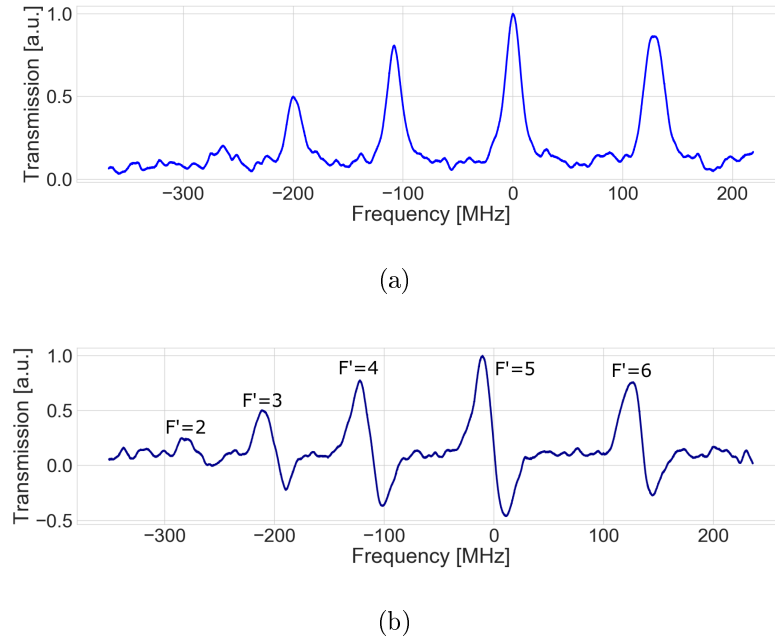 Transmission [a.u.]
1.0
0.5
0.0
−300 −200 −100 0 100 200
Frequency [MHz]
(a)
Transmission [a.u.]
1.0
0.5
0.0
−0.5
F'=2 F'=3 F'=4 F'=5 F'=6
−300 −200 −100 0 100 200
Frequency [MHz]
(b)